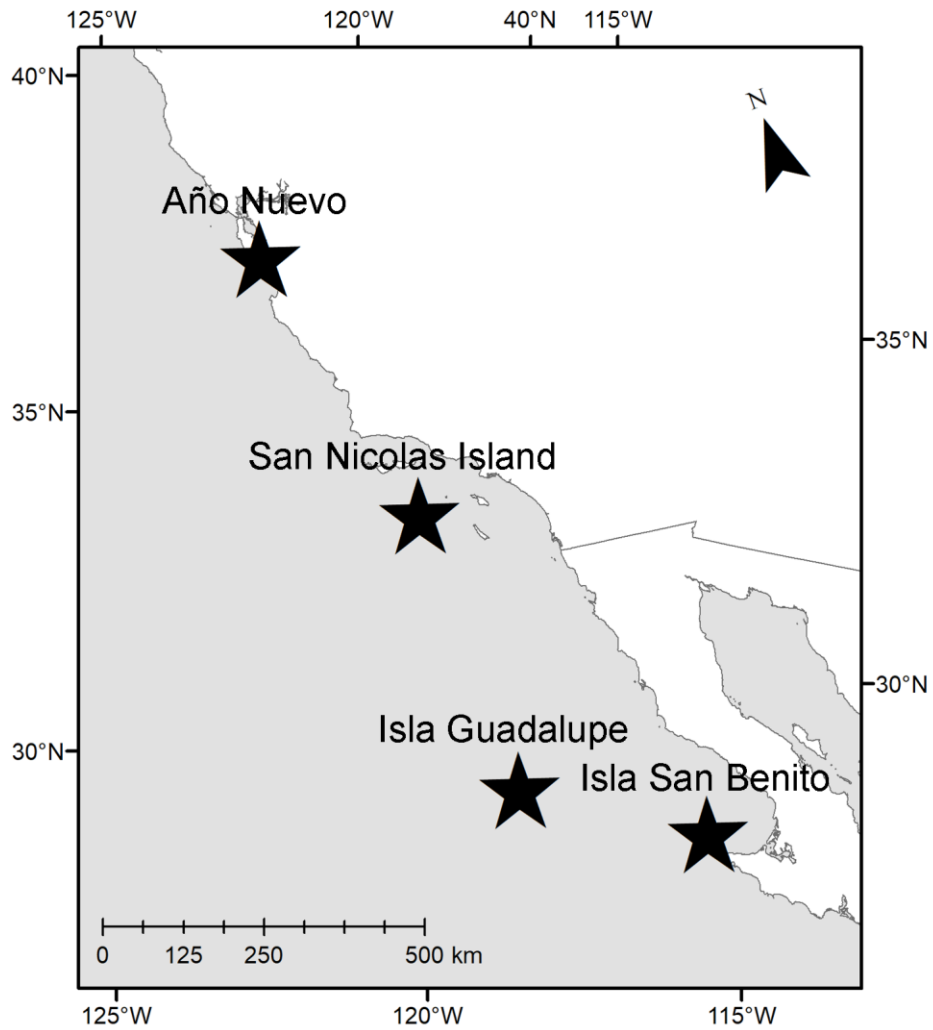 125°W 120°W 40°N 115°W
40°N
N
Año Nuevo
35°N
35°N
San Nicolas Island
30°N
Isla Guadalupe
30°N
Isla San Benito
0 125 250 500 km
125°W 120°W 115°W